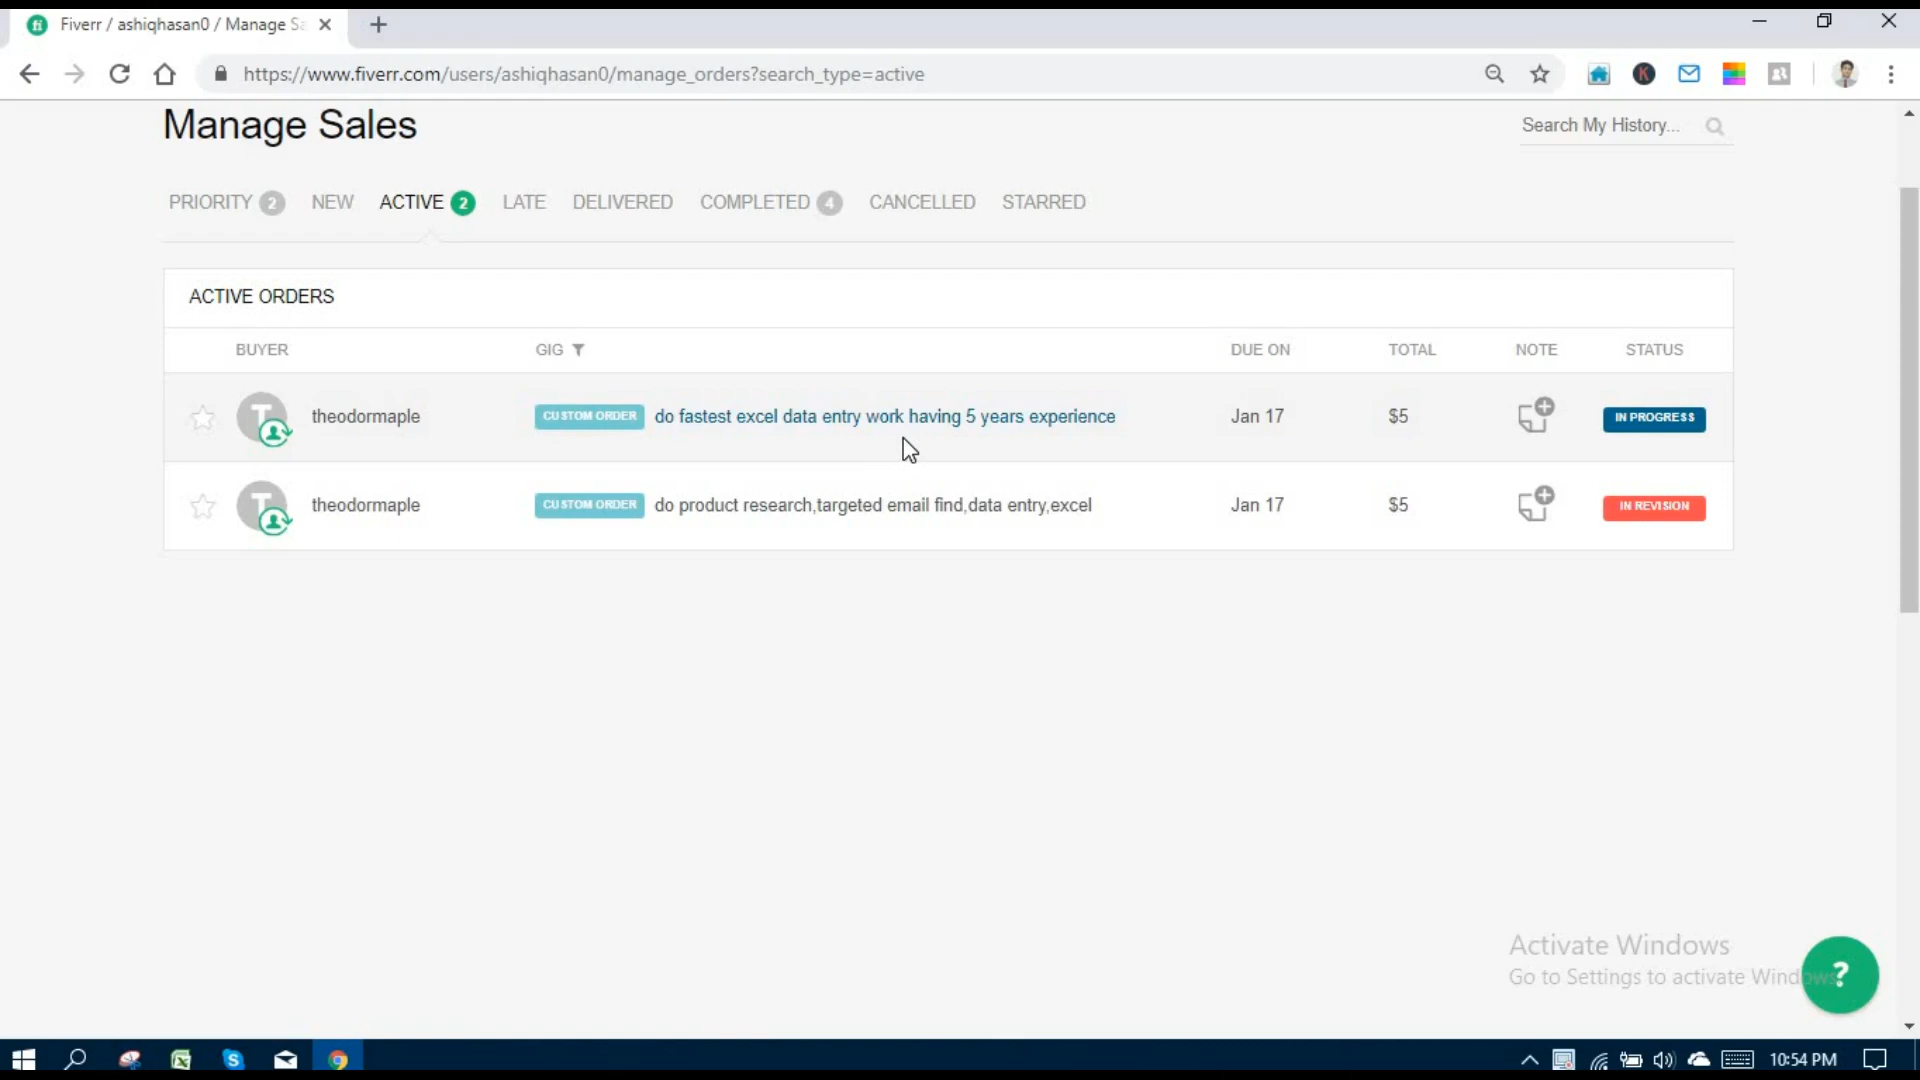 Fiverr / ashiqhasan0 / Manage Sa
https://www.fiverr.com/users/ashiqhasan0/manage_orders?search_type=active
Manage Sales
Search My History...
PRIORITY 2 NEW ACTIVE 2 LATE DELIVERED COMPLETED 4 CANCELLED STARRED
ACTIVE ORDERS
BUYER GIG DUE ON TOTAL NOTE STATUS
T theodormaple CUSTOM ORDER do fastest excel data entry work having 5 years experience Jan 17 $5 IN PROGRESS
T theodormaple CUSTOM ORDER do product research,targeted email find,data entry,excel Jan 17 $5 IN REVISION
Activate Windows
Go to Settings to activate Windows.
?
10:54 PM